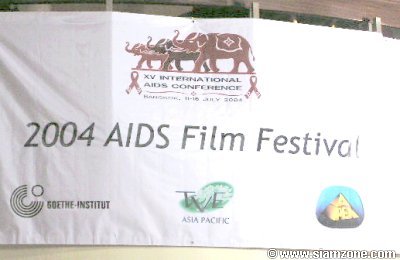 XV INTERNATIONAL
AIDS CONFERENCE
BANGKOK, 11-16 JULY 2004
2004 AIDS Film Festival
GOETHE-INSTITUT
TVE
ASIA PACIFIC
© www.siamzone.com